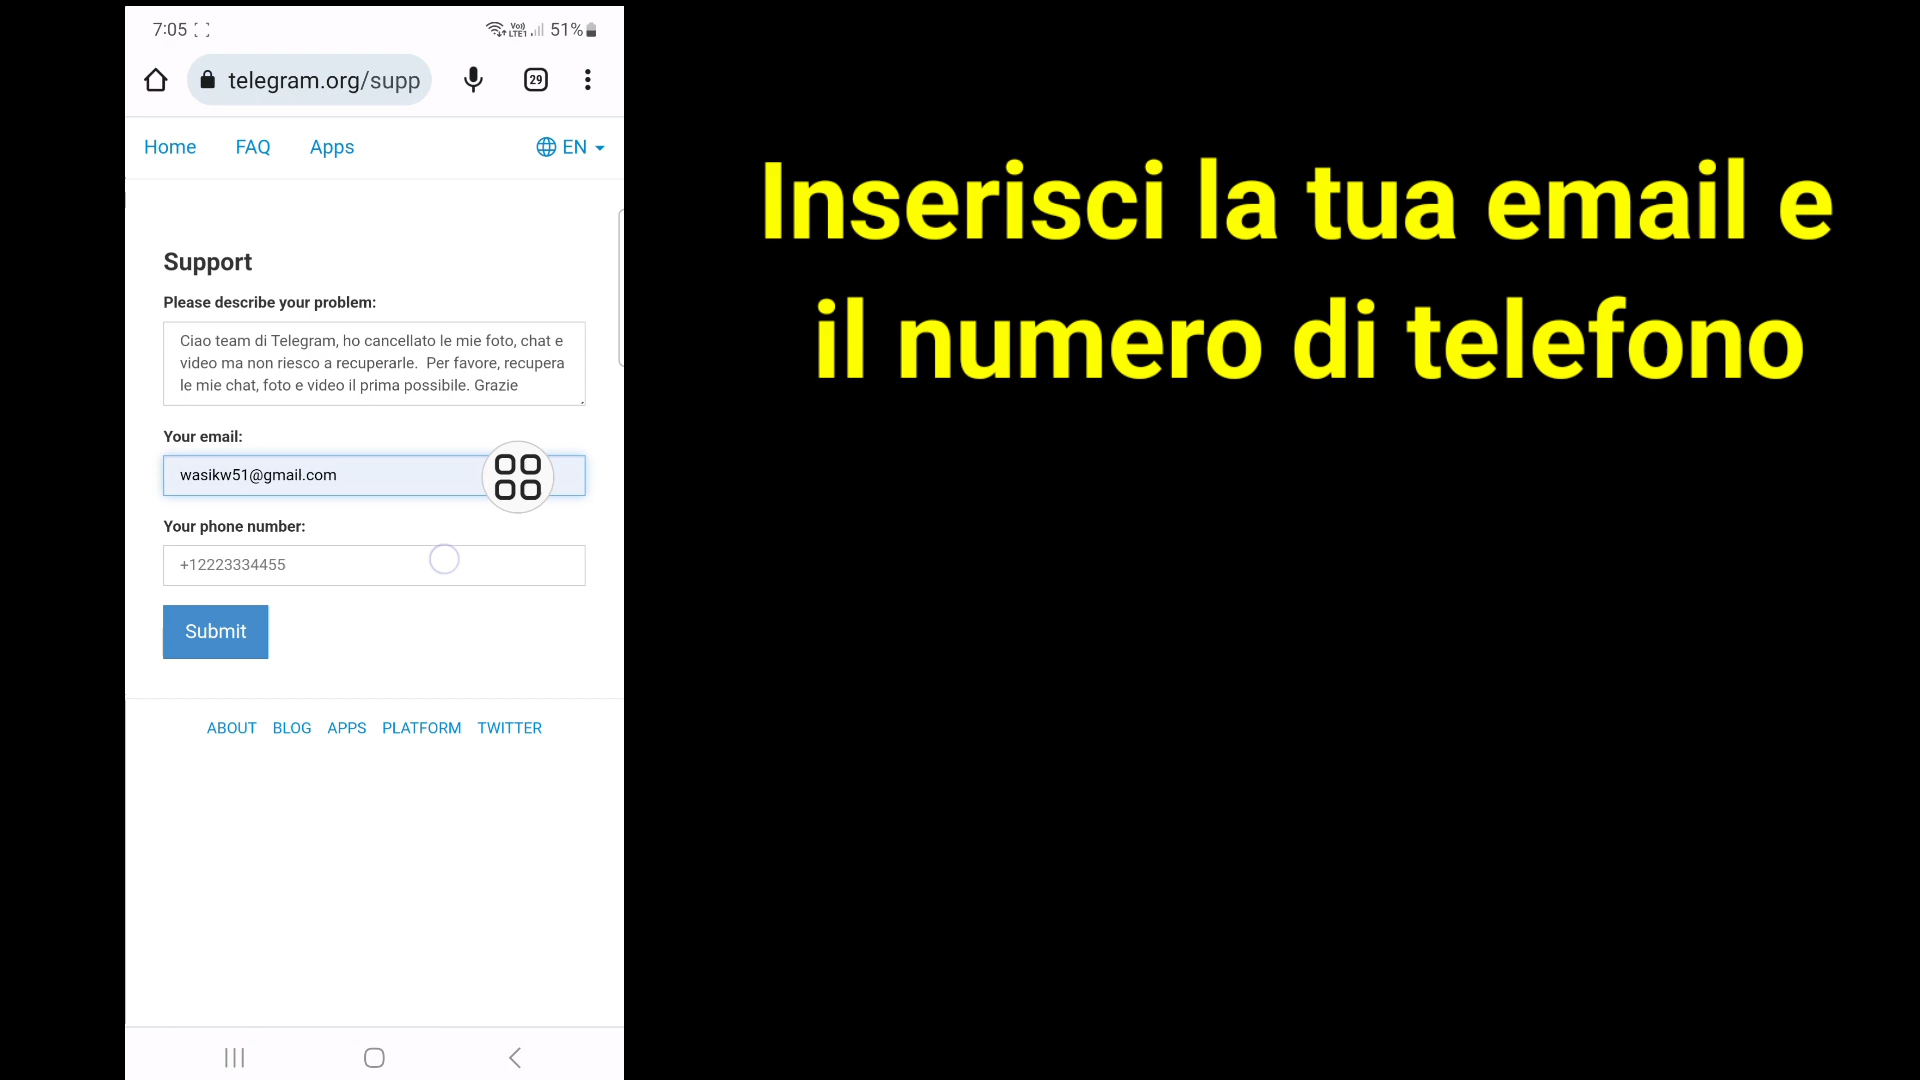 7:05
Vo)) LTE1 51%
telegram.org/supp
29
Home FAQ Apps EN
Support
Please describe your problem:
Ciao team di Telegram, ho cancellato le mie foto, chat e
video ma non riesco a recuperarle. Per favore, recupera
le mie chat, foto e video il prima possibile. Grazie
Your email:
wasikw51@gmail.com
Your phone number:
+12223334455
Submit
ABOUT BLOG APPS PLATFORM TWITTER
Inserisci la tua email e
il numero di telefono